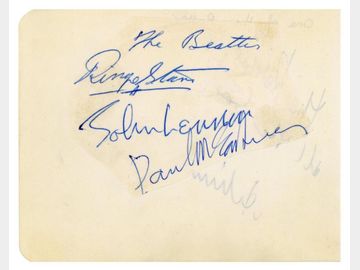 The Beatles
Ringo Starr
John Lennon
Paul McCartney